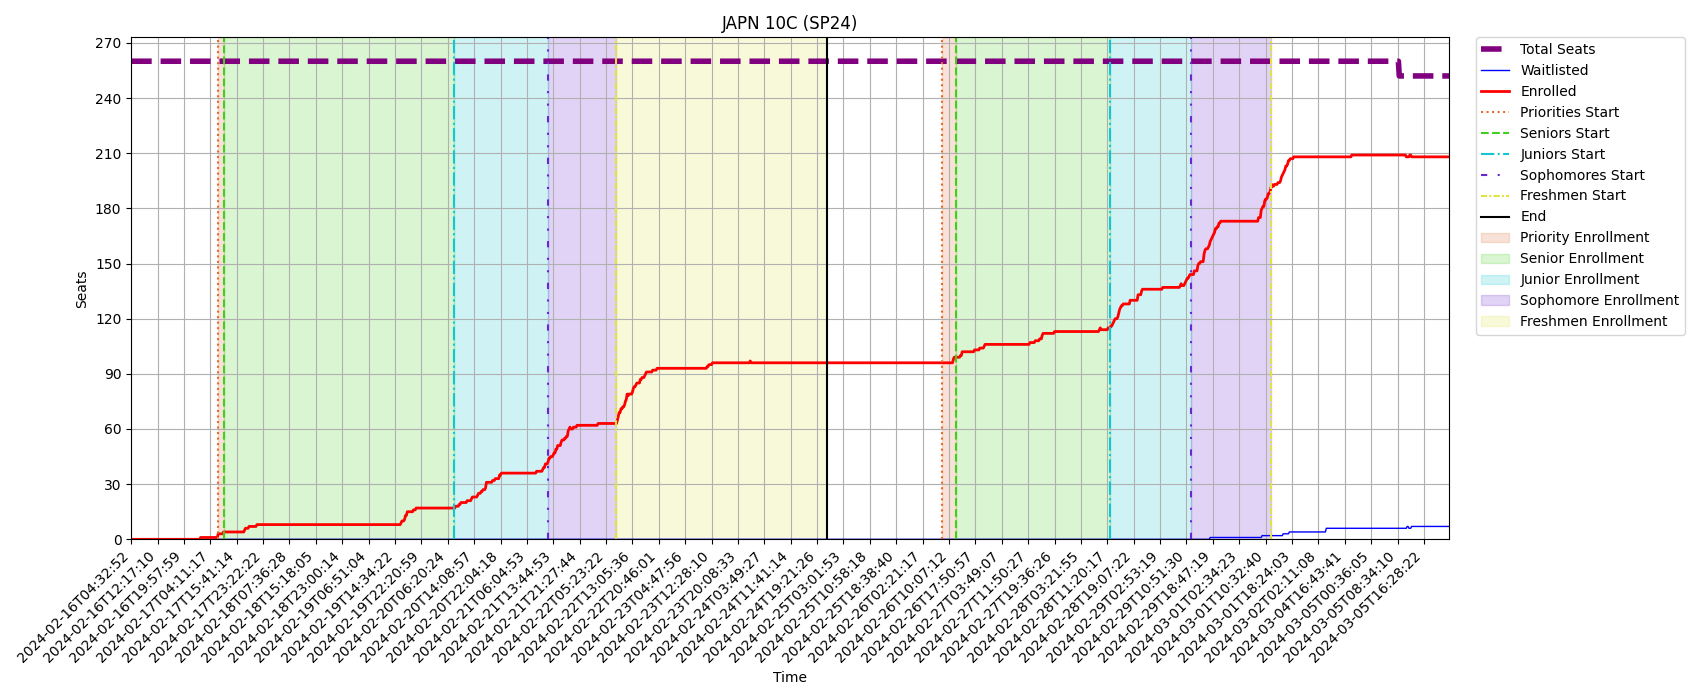 JAPN 10C (SP24)
270
240
210
180
150
120
90
60
30
0
Seats
2024-02-16T04:32:52
2024-02-16T12:17:10
2024-02-16T19:57:59
2024-02-17T04:11:17
2024-02-17T15:41:14
2024-02-17T23:22:22
2024-02-18T07:36:28
2024-02-18T15:18:05
2024-02-18T23:00:14
2024-02-19T06:51:04
2024-02-19T14:34:22
2024-02-19T22:20:59
2024-02-20T06:20:24
2024-02-20T14:08:57
2024-02-20T22:04:18
2024-02-21T06:04:53
2024-02-21T13:44:53
2024-02-21T21:27:44
2024-02-22T05:23:22
2024-02-22T13:05:36
2024-02-22T20:46:01
2024-02-23T04:47:56
2024-02-23T12:28:10
2024-02-23T20:08:33
2024-02-24T03:49:27
2024-02-24T11:41:14
2024-02-24T19:21:26
2024-02-25T03:01:53
2024-02-25T10:58:18
2024-02-25T18:38:40
2024-02-26T02:21:17
2024-02-26T10:07:12
2024-02-26T17:50:57
2024-02-27T03:49:07
2024-02-27T11:50:27
2024-02-27T19:36:26
2024-02-28T03:21:55
2024-02-28T11:20:17
2024-02-28T19:07:22
2024-02-29T02:53:19
2024-02-29T10:51:30
2024-02-29T18:47:19
2024-03-01T02:34:23
2024-03-01T10:32:40
2024-03-01T18:24:03
2024-03-02T02:11:08
2024-03-04T16:43:41
2024-03-05T00:36:05
2024-03-05T08:34:10
2024-03-05T16:28:22
Time
Total Seats
Waitlisted
Enrolled
Priorities Start
Seniors Start
Juniors Start
Sophomores Start
Freshmen Start
End
Priority Enrollment
Senior Enrollment
Junior Enrollment
Sophomore Enrollment
Freshmen Enrollment